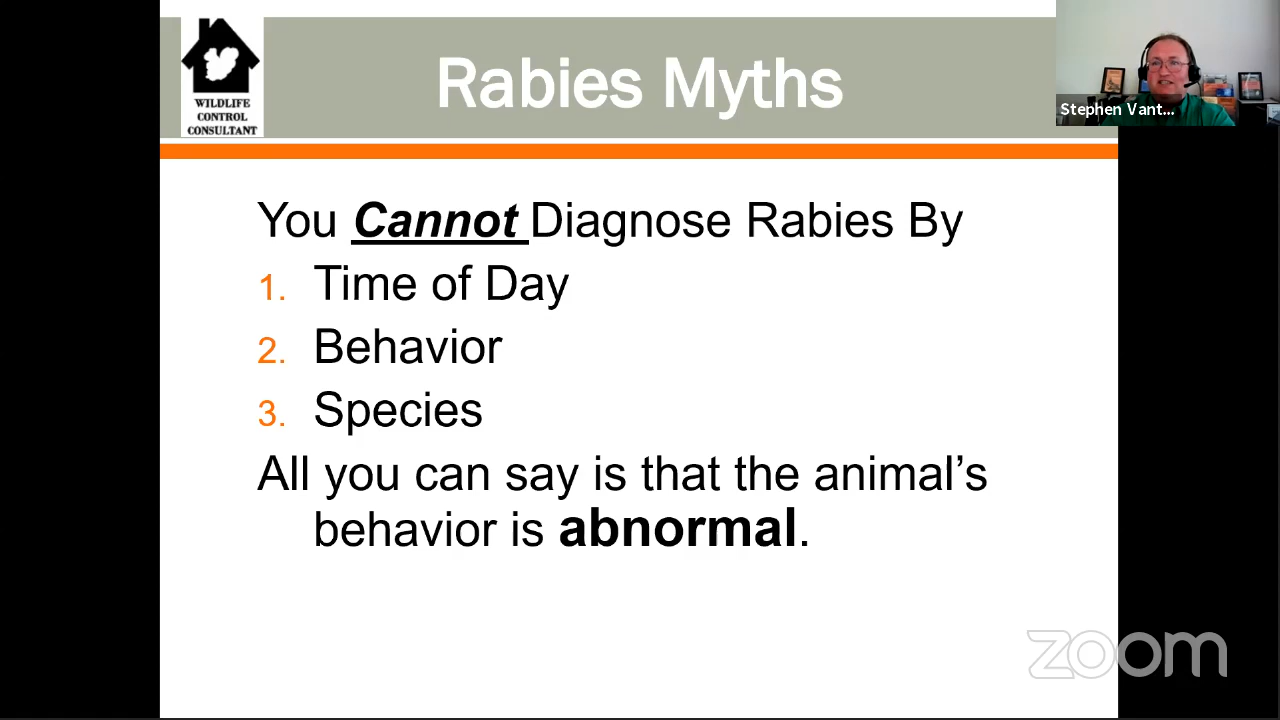 WILDLIFE
CONTROL
CONSULTANT
Rabies Myths
Stephen Vant...
You Cannot Diagnose Rabies By
1. Time of Day
2. Behavior
3. Species
All you can say is that the animal’s
behavior is abnormal.
zoom